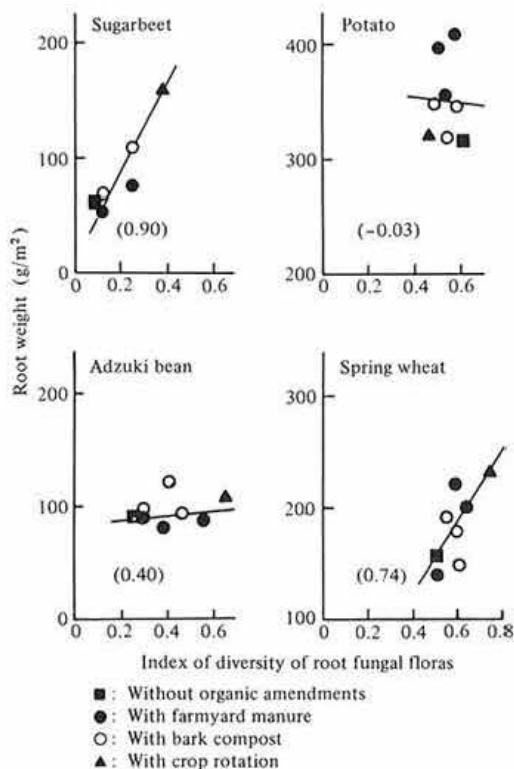 Sugarbeet
Potato
200
100
0
(0.90)
0 0.2 0.4 0.6
400
300
200
(-0.03)
0 0.2 0.4 0.6
Root weight (g/m²)
Adzuki bean
Spring wheat
200
100
0
(0.40)
0 0.2 0.4 0.6
300
200
100
(0.74)
0 0.2 0.4 0.6 0.8
Index of diversity of root fungal floras
■ : Without organic amendments
● : With farmyard manure
○ : With bark compost
▲ : With crop rotation